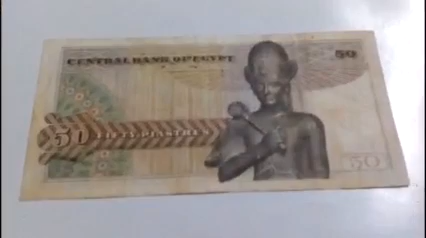 CENTRAL BANK OF EGYPT 50
50 FIFTY PIASTRES
50